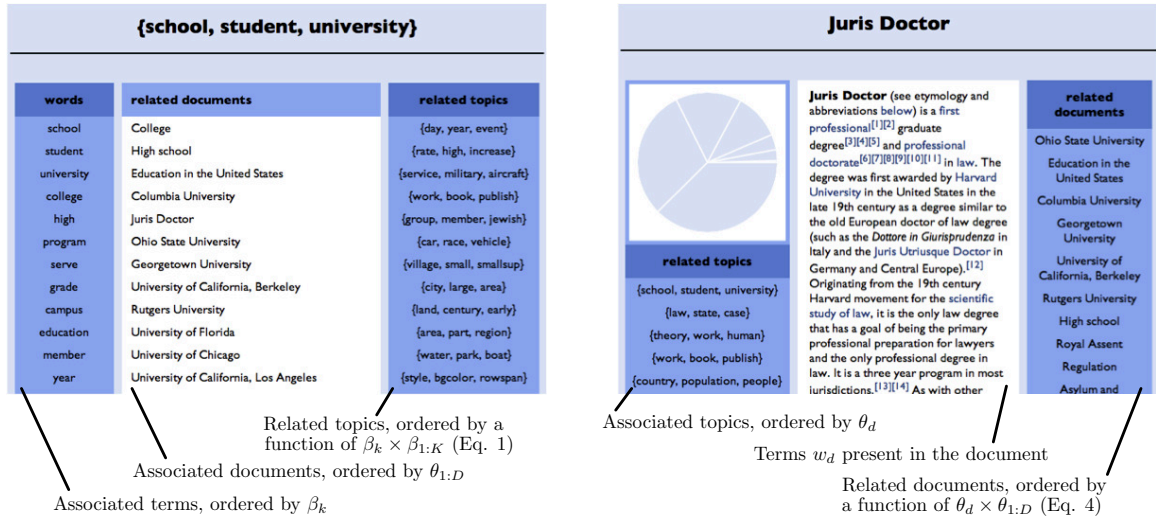 {school, student, university}
words
school
student
university
college
high
program
serve
grade
campus
education
member
year
related documents
College
High school
Education in the United States
Columbia University
Juris Doctor
Ohio State University
Georgetown University
University of California, Berkeley
Rutgers University
University of Florida
University of Chicago
University of California, Los Angeles
related topics
{day, year, event}
{rate, high, increase}
{service, military, aircraft}
{work, book, publish}
{group, member, jewish}
{car, race, vehicle}
{village, small, smallsup}
{city, large, area}
{land, century, early}
{area, part, region}
{water, park, boat}
{style, bgcolor, rowspan}
Related topics, ordered by a
function of βk × β1:K (Eq. 1)
Associated documents, ordered by θ1:D
Associated terms, ordered by βk
Juris Doctor
related topics
{school, student, university}
{law, state, case}
{theory, work, human}
{work, book, publish}
{country, population, people}
Juris Doctor (see etymology and
abbreviations below) is a first
professional[1][2] graduate
degree[3][4][5] and professional
doctorate[6][7][8][9][10][11] in law. The
degree was first awarded by Harvard
University in the United States in the
late 19th century as a degree similar to
the old European doctor of law degree
(such as the Dottore in Giurisprudenza in
Italy and the Juris Utriusque Doctor in
Germany and Central Europe).[12]
Originating from the 19th century
Harvard movement for the scientific
study of law, it is the only law degree
that has a goal of being the primary
professional preparation for lawyers
and the only professional degree in
law. It is a three year program in most
jurisdictions.[13][14] As with other
related
documents
Ohio State University
Education in the
United States
Columbia University
Georgetown
University
University of
California, Berkeley
Rutgers University
High school
Royal Assent
Regulation
Asylum and
Associated topics, ordered by θd
Terms wd present in the document
Related documents, ordered by
a function of θd × θ1:D (Eq. 4)